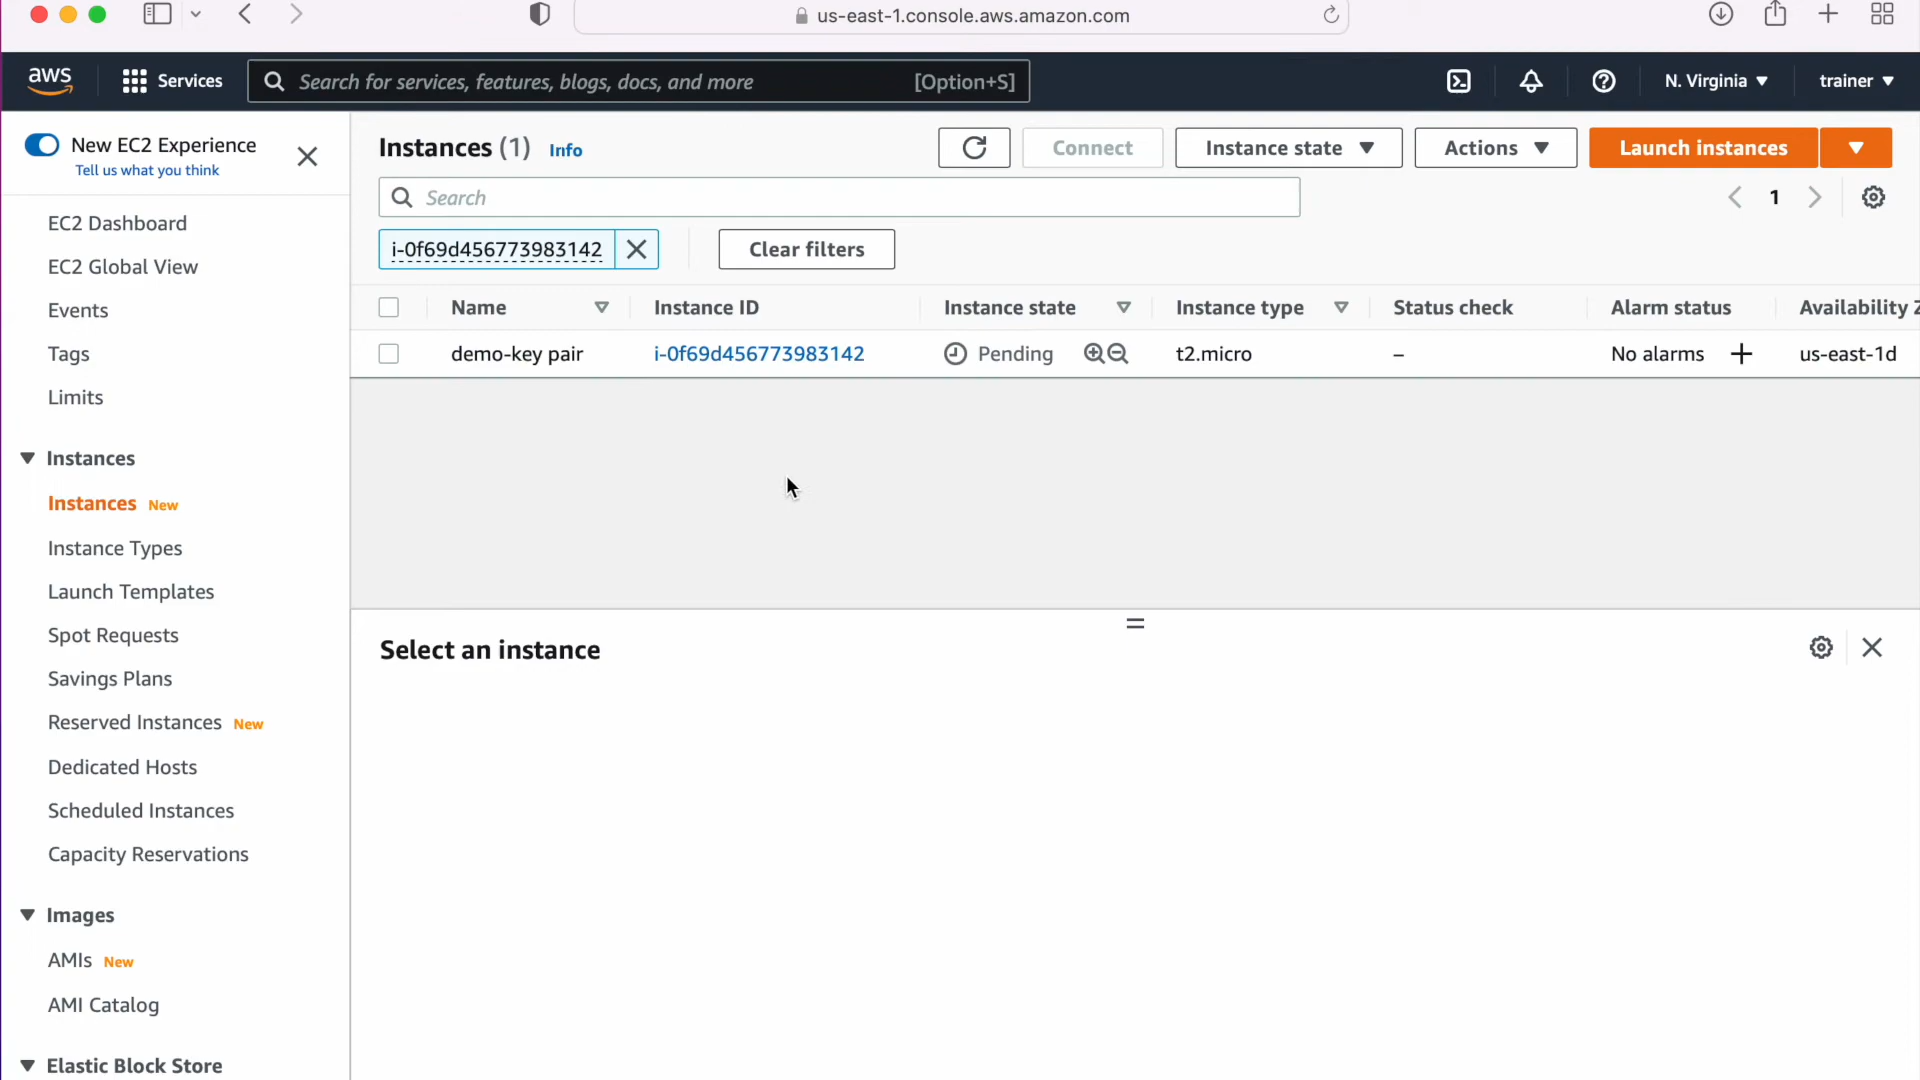 us-east-1.console.aws.amazon.com
aws
Services
Search for services, features, blogs, docs, and more
[Option+S]
N. Virginia
trainer
New EC2 Experience
Tell us what you think
EC2 Dashboard
EC2 Global View
Events
Tags
Limits
Instances
Instances New
Instance Types
Launch Templates
Spot Requests
Savings Plans
Reserved Instances New
Dedicated Hosts
Scheduled Instances
Capacity Reservations
Images
AMIs New
AMI Catalog
Elastic Block Store
Instances (1) Info
Connect
Instance state
Actions
Launch instances
Search
1
i-0f69d456773983142
Clear filters
Name Instance ID Instance state Instance type Status check Alarm status Availability Z
demo-key pair i-0f69d456773983142 Pending t2.micro – No alarms + us-east-1d
Select an instance